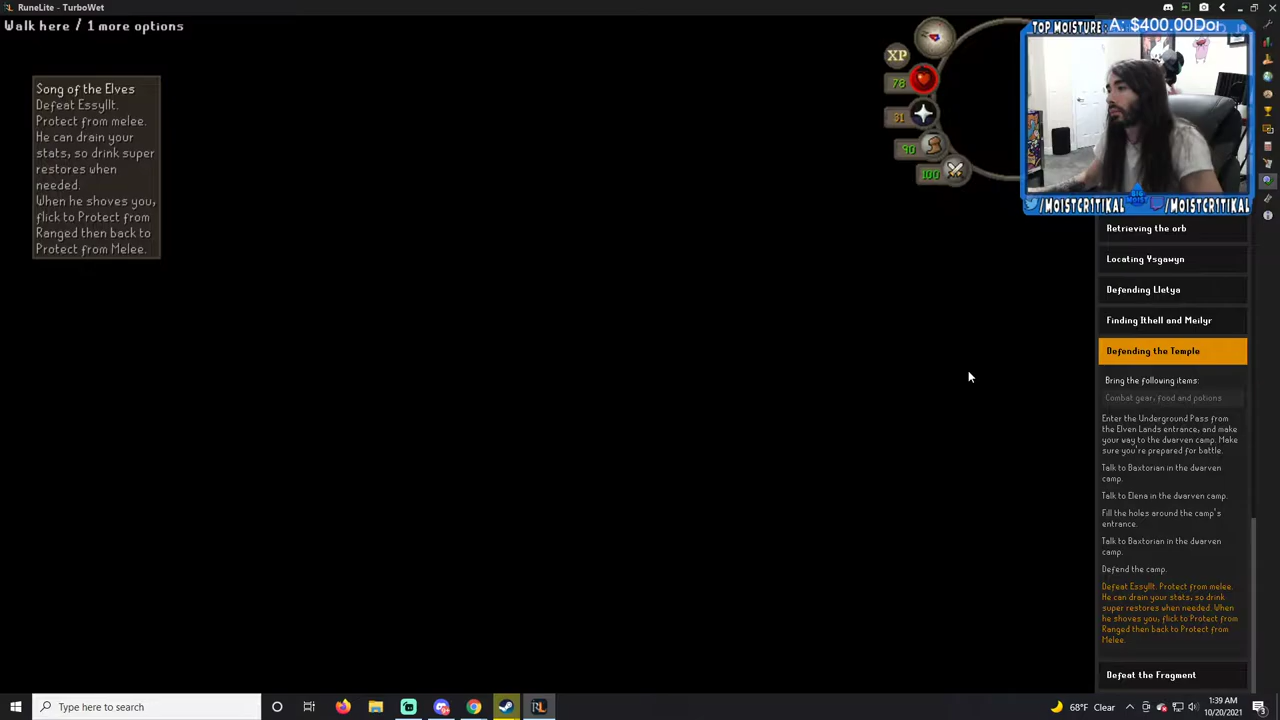 RuneLite - TurboWet
Walk here / 1 more options
Song of the Elves
Defeat Essyllt.
Protect from melee.
He can drain your
stats, so drink super
restores when
needed.
When he shoves you,
flick to Protect from
Ranged then back to
Protect from Melee.
XP
78
31
90
100
TOP MOISTURE: A: $400.00Dor
/MOISTCR1TIKAL
/MOISTCR1TIKAL
Retrieving the orb
Locating Ysgawyn
Defending Lletya
Finding Ithell and Meilyr
Defending the Temple
Bring the following items:
Combat gear, food and potions
Enter the Underground Pass from
the Elven Lands entrance, and make
your way to the dwarven camp. Make
sure you're prepared for battle.
Talk to Baxtorian in the dwarven
camp.
Talk to Elena in the dwarven camp.
Fill the holes around the camp's
entrance.
Talk to Baxtorian in the dwarven
camp.
Defend the camp.
Defeat Essyllt. Protect from melee.
He can drain your stats, so drink
super restores when needed. When
he shoves you, flick to Protect from
Ranged then back to Protect from
Melee.
Defeat the Fragment
Type here to search
RL
68°F Clear
1:39 AM
10/20/2021
3